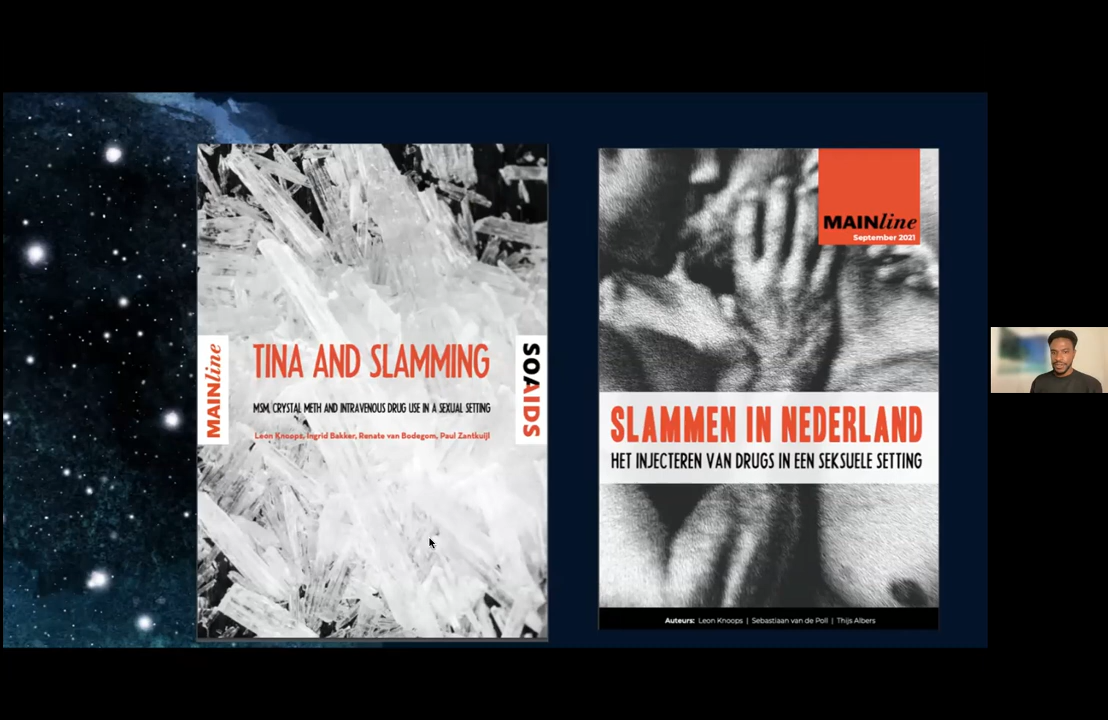 MAINline
TINA AND SLAMMING
MSM, CRYSTAL METH AND INTRAVENOUS DRUG USE IN A SEXUAL SETTING
Leon Knoops, Ingrid Bakker, Renate van Bodegom, Paul Zantkuijl
SOAIDS
MAINline
September 2021
SLAMMEN IN NEDERLAND
HET INJECTEREN VAN DRUGS IN EEN SEKSUELE SETTING
Auteurs: Leon Knoops | Sebastiaan van de Poll | Thijs Albers